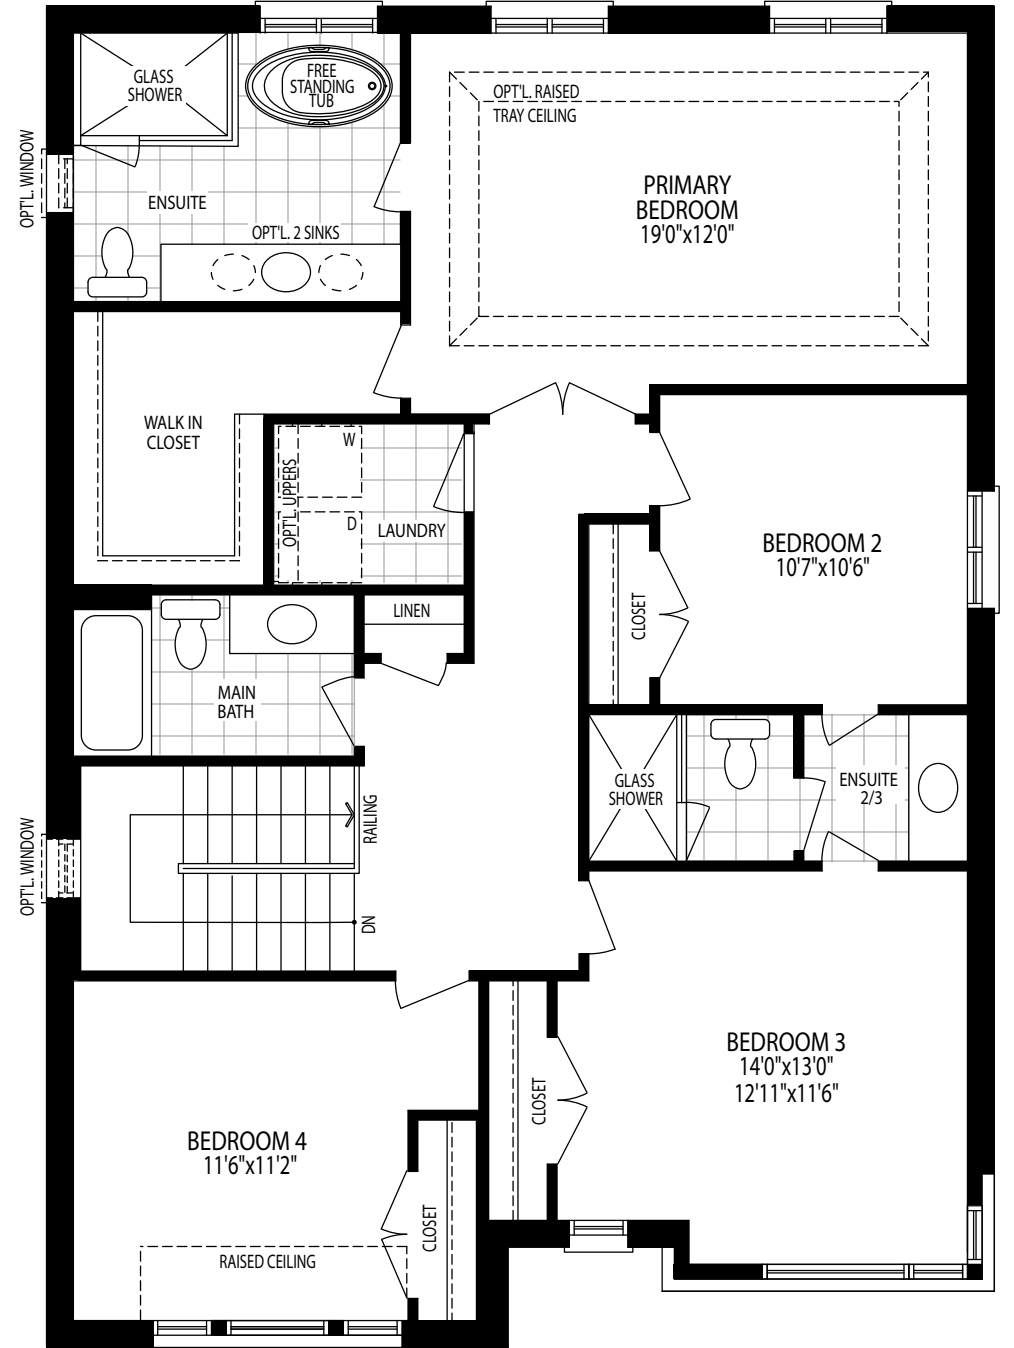 GLASS
SHOWER
FREE
STANDING
TUB
OPT'L. RAISED
TRAY CEILING
OPT'L. WINDOW
ENSUITE
OPT'L. 2 SINKS
PRIMARY
BEDROOM
19'0"x12'0"
WALK IN
CLOSET
OPT'L. UPPERS
W
D
LAUNDRY
BEDROOM 2
10'7"x10'6"
CLOSET
LINEN
MAIN
BATH
GLASS
SHOWER
ENSUITE
2/3
RAILING
OPT'L. WINDOW
DN
BEDROOM 3
14'0"x13'0"
12'11"x11'6"
CLOSET
BEDROOM 4
11'6"x11'2"
CLOSET
RAISED CEILING